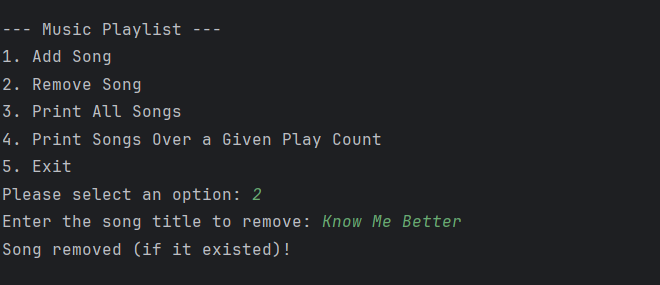 --- Music Playlist ---
1. Add Song
2. Remove Song
3. Print All Songs
4. Print Songs Over a Given Play Count
5. Exit
Please select an option: 2
Enter the song title to remove: Know Me Better
Song removed (if it existed)!